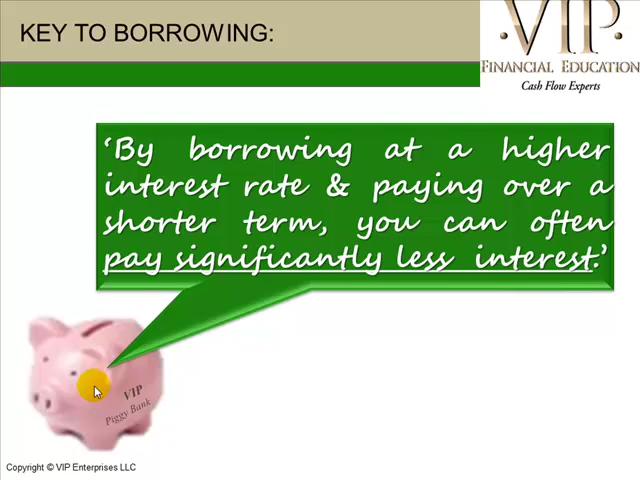 KEY TO BORROWING:
·VIP·
FINANCIAL EDUCATION
Cash Flow Experts
‘By borrowing at a higher
interest rate & paying over a
shorter term, you can often
pay significantly less interest.’
VIP
Piggy Bank
Copyright © VIP Enterprises LLC